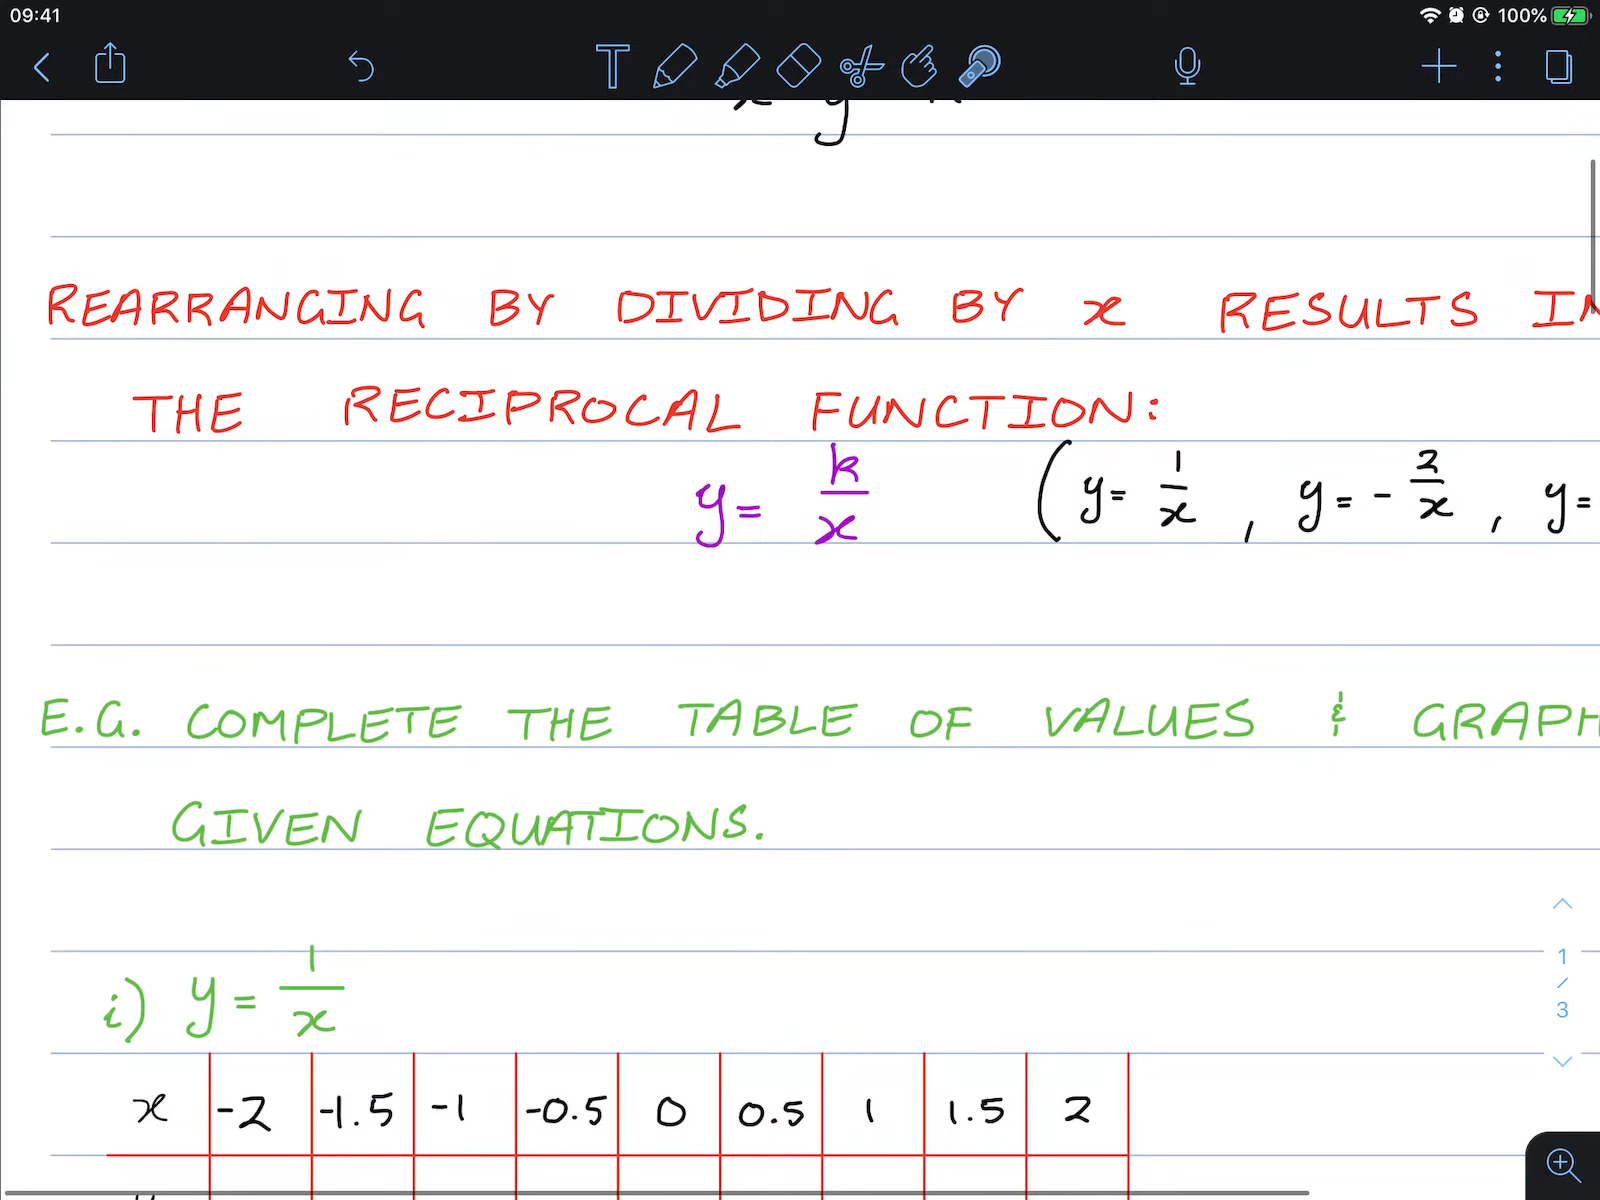 09:41 100%
REARRANGING BY DIVIDING BY x RESULTS IN
THE RECIPROCAL FUNCTION:
y = k/x (y = 1/x , y = - 2/x , y =
E.G. COMPLETE THE TABLE OF VALUES & GRAPH
GIVEN EQUATIONS.
i) y = 1/x
x -2 -1.5 -1 -0.5 0 0.5 1 1.5 2
1
/
3